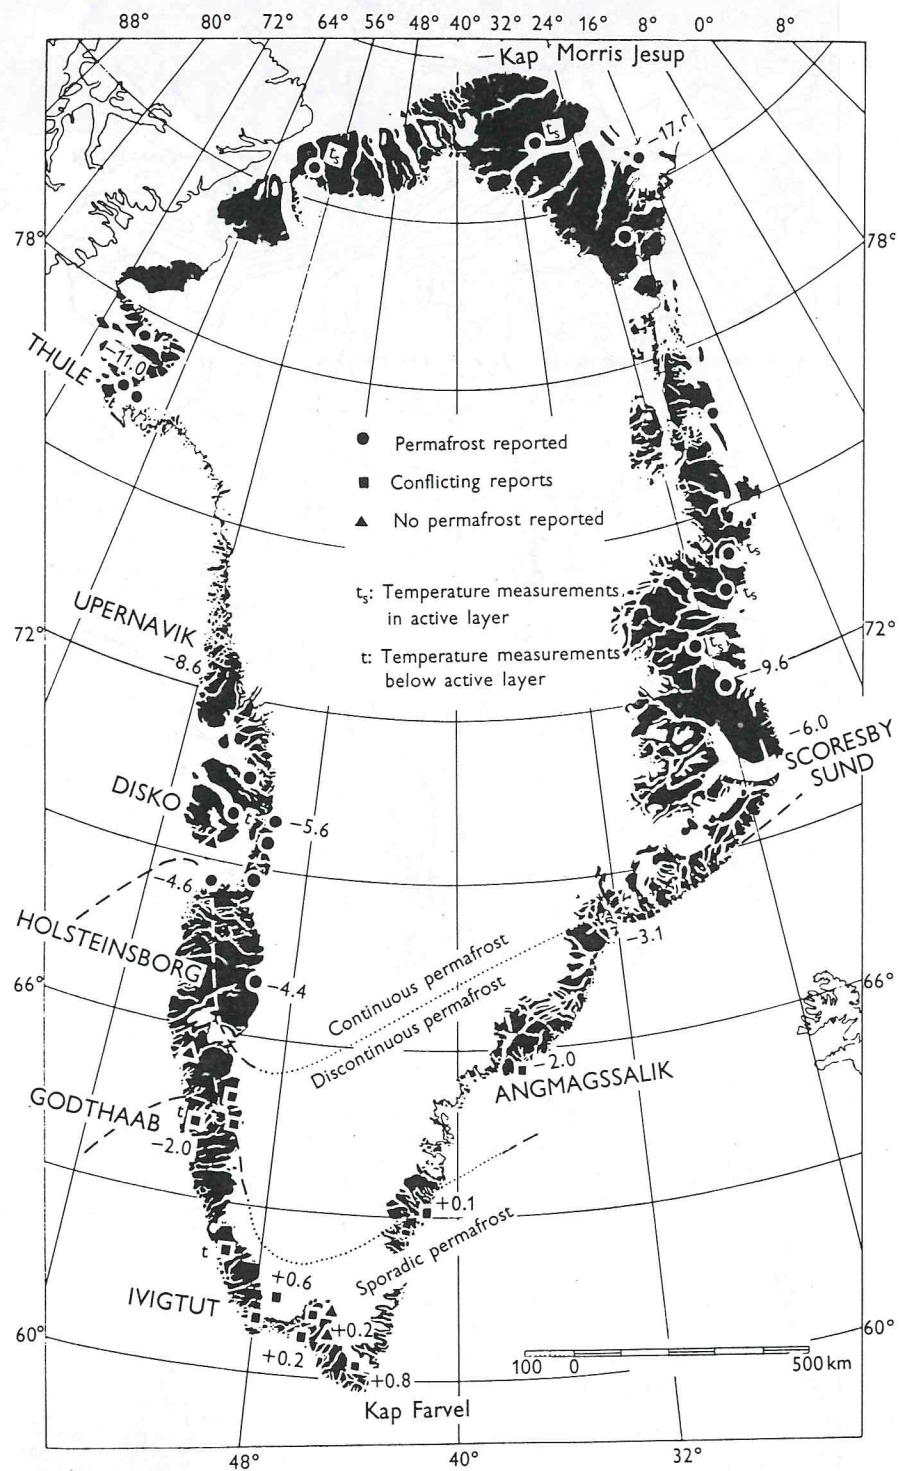 88° 80° 72° 64° 56° 48° 40° 32 24° 16° 8° 0° 8°
Kap Morris Jesup
ts
ts
78°
78°
THULE
-11.0
Permafrost reported
Conflicting reports
No permafrost reported
ts: Temperature measurements
in active layer
t: Temperature measurements
below active layer
ts
ts
ts
UPERNAVIK
-8.6
72°
72°
-9.6
-6.0
SCORESBY
SUND
DISKO
t
-5.6
-4.6
HOLSTEINSBORG
-4.4
-3.1
Continuous permafrost
Discontinuous permafrost
66°
66°
-2.0
ANGMAGSSALIK
GODTHAAB
t
-2.0
+0.1
Sporadic permafrost
t
+0.6
IVIGTUT
+0.2
+0.2
+0.8
60°
60°
100 0 500 km
Kap Farvel
48° 40° 32°